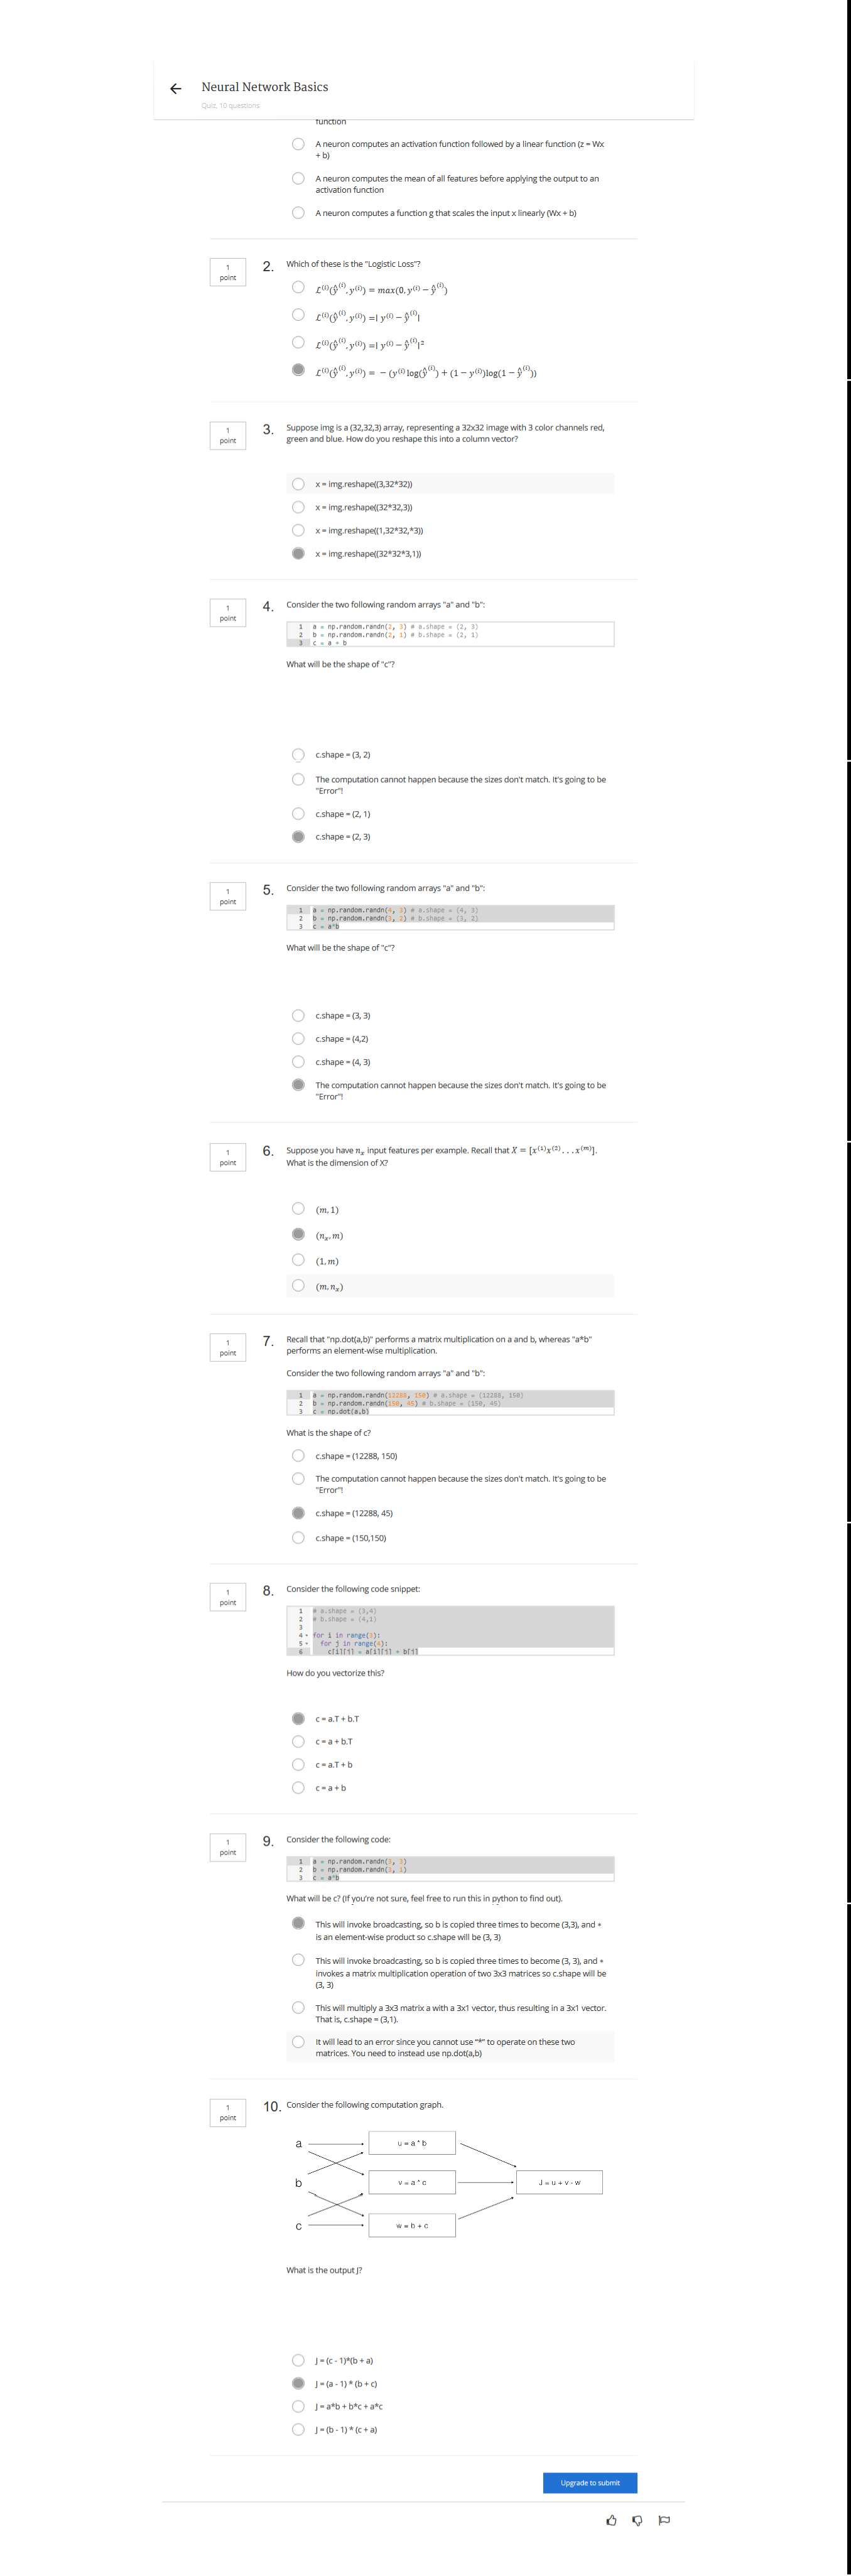 Neural Network Basics
Quiz, 10 questions
function
A neuron computes an activation function followed by a linear function (z = Wx
+ b)
A neuron computes the mean of all features before applying the output to an
activation function
A neuron computes a function g that scales the input x linearly (Wx + b)
1
point
2.
Which of these is the "Logistic Loss"?
ℒ⁽ⁱ⁾(ŷ⁽ⁱ⁾, y⁽ⁱ⁾) = max(0, y⁽ⁱ⁾ − ŷ⁽ⁱ⁾)
ℒ⁽ⁱ⁾(ŷ⁽ⁱ⁾, y⁽ⁱ⁾) =| y⁽ⁱ⁾ − ŷ⁽ⁱ⁾|
ℒ⁽ⁱ⁾(ŷ⁽ⁱ⁾, y⁽ⁱ⁾) =| y⁽ⁱ⁾ − ŷ⁽ⁱ⁾|²
ℒ⁽ⁱ⁾(ŷ⁽ⁱ⁾, y⁽ⁱ⁾) = − (y⁽ⁱ⁾ log(ŷ⁽ⁱ⁾) + (1 − y⁽ⁱ⁾)log(1 − ŷ⁽ⁱ⁾))
1
point
3.
Suppose img is a (32,32,3) array, representing a 32x32 image with 3 color channels red,
green and blue. How do you reshape this into a column vector?
x = img.reshape((3,32*32))
x = img.reshape((32*32,3))
x = img.reshape((1,32*32,*3))
x = img.reshape((32*32*3,1))
1
point
4.
Consider the two following random arrays "a" and "b":
1 a = np.random.randn(2, 3) # a.shape = (2, 3)
2 b = np.random.randn(2, 1) # b.shape = (2, 1)
3 c = a + b
What will be the shape of "c"?
c.shape = (3, 2)
The computation cannot happen because the sizes don't match. It's going to be
"Error"!
c.shape = (2, 1)
c.shape = (2, 3)
1
point
5.
Consider the two following random arrays "a" and "b":
1 a = np.random.randn(4, 3) # a.shape = (4, 3)
2 b = np.random.randn(3, 2) # b.shape = (3, 2)
3 c = a*b
What will be the shape of "c"?
c.shape = (3, 3)
c.shape = (4,2)
c.shape = (4, 3)
The computation cannot happen because the sizes don't match. It's going to be
"Error"!
1
point
6.
Suppose you have nₓ input features per example. Recall that X = [x⁽¹⁾x⁽²⁾. . . x⁽ᵐ⁾].
What is the dimension of X?
(m, 1)
(nₓ, m)
(1, m)
(m, nₓ)
1
point
7.
Recall that "np.dot(a,b)" performs a matrix multiplication on a and b, whereas "a*b"
performs an element-wise multiplication.
Consider the two following random arrays "a" and "b":
1 a = np.random.randn(12288, 150) # a.shape = (12288, 150)
2 b = np.random.randn(150, 45) # b.shape = (150, 45)
3 c = np.dot(a,b)
What is the shape of c?
c.shape = (12288, 150)
The computation cannot happen because the sizes don't match. It's going to be
"Error"!
c.shape = (12288, 45)
c.shape = (150,150)
1
point
8.
Consider the following code snippet:
1 # a.shape = (3,4)
2 # b.shape = (4,1)
3
4 for i in range(3):
5 for j in range(4):
6 c[i][j] = a[i][j] + b[j]
How do you vectorize this?
c = a.T + b.T
c = a + b.T
c = a.T + b
c = a + b
1
point
9.
Consider the following code:
1 a = np.random.randn(3, 3)
2 b = np.random.randn(3, 1)
3 c = a*b
What will be c? (If you're not sure, feel free to run this in python to find out).
This will invoke broadcasting, so b is copied three times to become (3,3), and *
is an element-wise product so c.shape will be (3, 3)
This will invoke broadcasting, so b is copied three times to become (3, 3), and *
invokes a matrix multiplication operation of two 3x3 matrices so c.shape will be
(3, 3)
This will multiply a 3x3 matrix a with a 3x1 vector, thus resulting in a 3x1 vector.
That is, c.shape = (3,1).
It will lead to an error since you cannot use "*" to operate on these two
matrices. You need to instead use np.dot(a,b)
1
point
10.
Consider the following computation graph.
a
u = a * b
b
v = a * c
J = u + v - w
c
w = b + c
What is the output J?
J = (c - 1)*(b + a)
J = (a - 1) * (b + c)
J = a*b + b*c + a*c
J = (b - 1) * (c + a)
Upgrade to submit